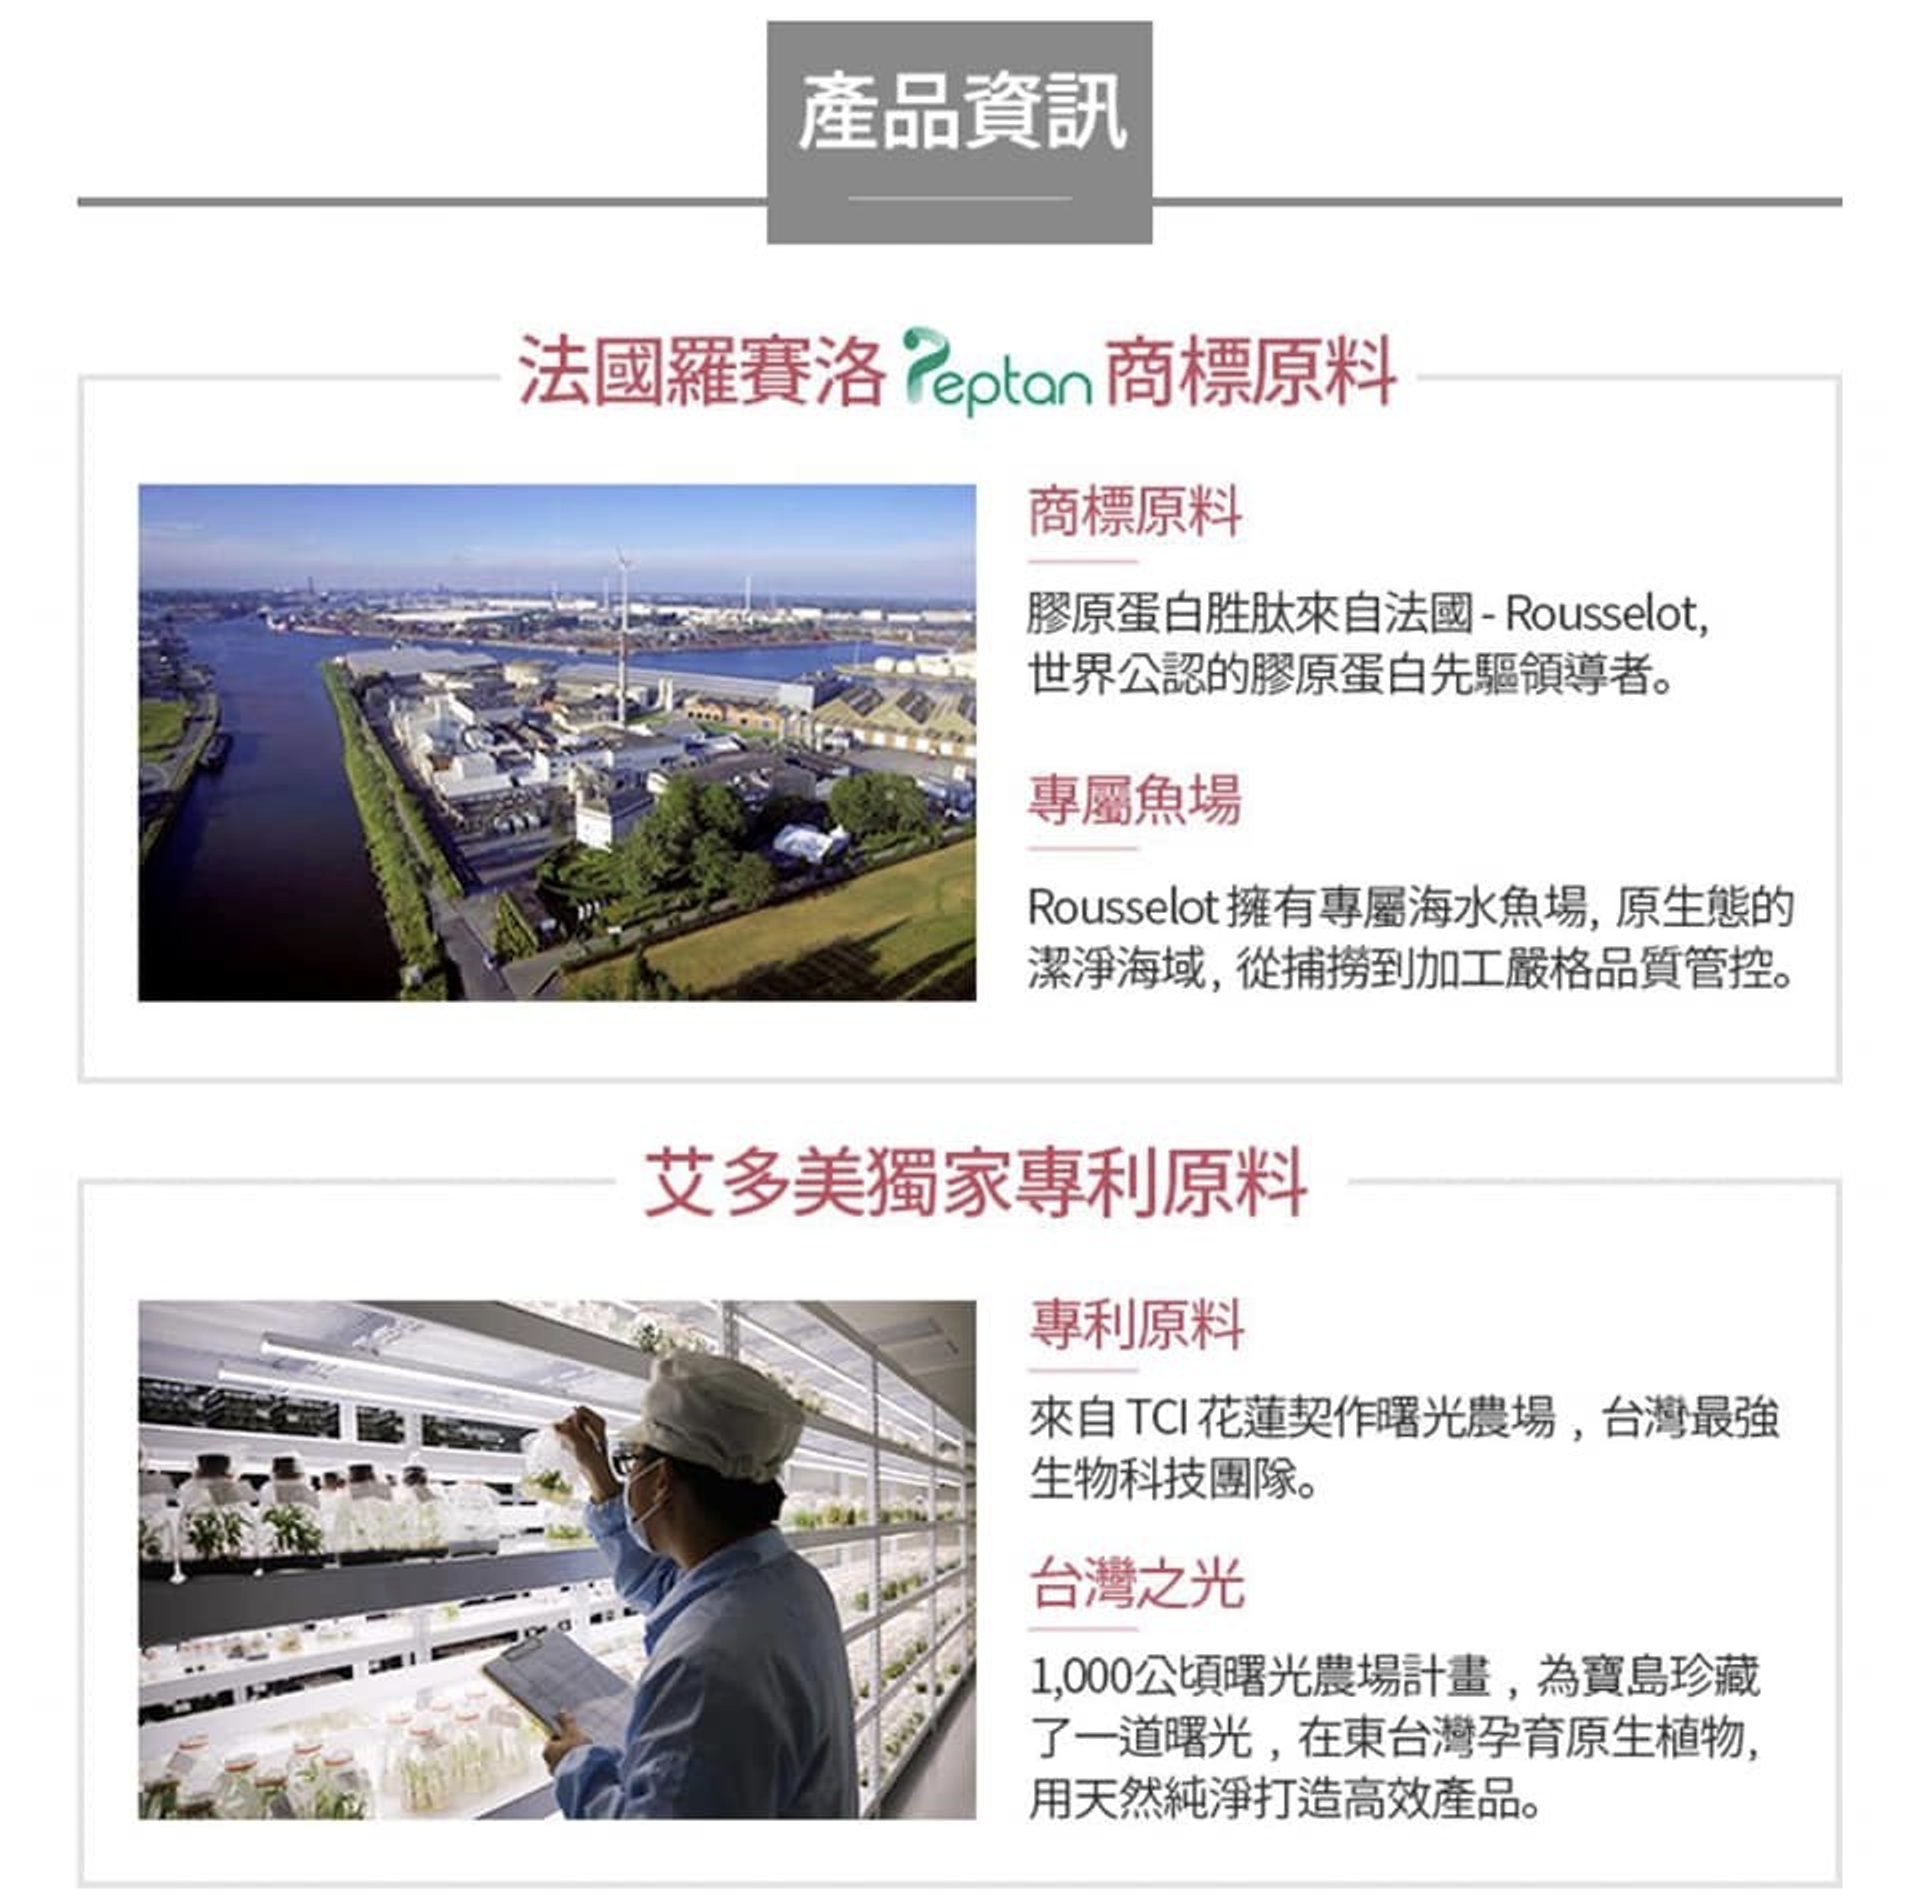 產品資訊
法國羅賽洛 Peptan 商標原料
商標原料
膠原蛋白胜肽來自法國 - Rousselot,
世界公認的膠原蛋白先驅領導者。
專屬魚場
Rousselot 擁有專屬海水魚場, 原生態的
潔淨海域, 從捕撈到加工嚴格品質管控。
艾多美獨家專利原料
專利原料
來自 TCI 花蓮契作曙光農場 , 台灣最強
生物科技團隊。
台灣之光
1,000公頃曙光農場計畫 , 為寶島珍藏
了一道曙光 , 在東台灣孕育原生植物,
用天然純淨打造高效產品。